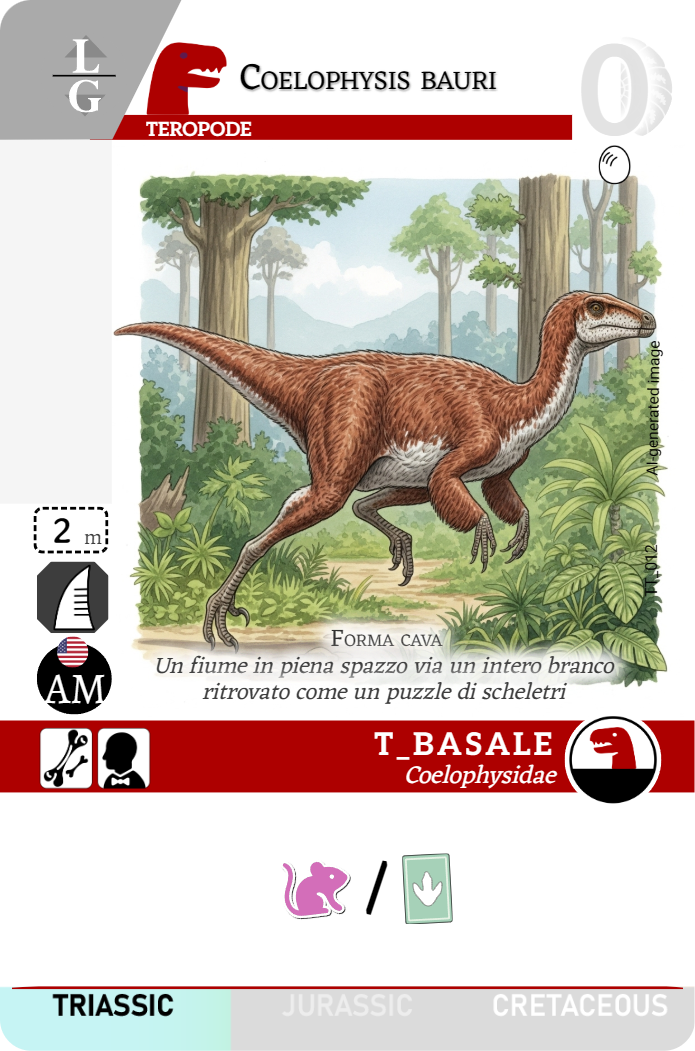 L
G
COELOPHYSIS BAURI
0
TEROPODE
AI-generated image
TT_012
2 m
AM
FORMA CAVA
Un fiume in piena spazzo via un intero branco
ritrovato come un puzzle di scheletri
T_BASALE
Coelophysidae
/
TRIASSIC JURASSIC CRETACEOUS